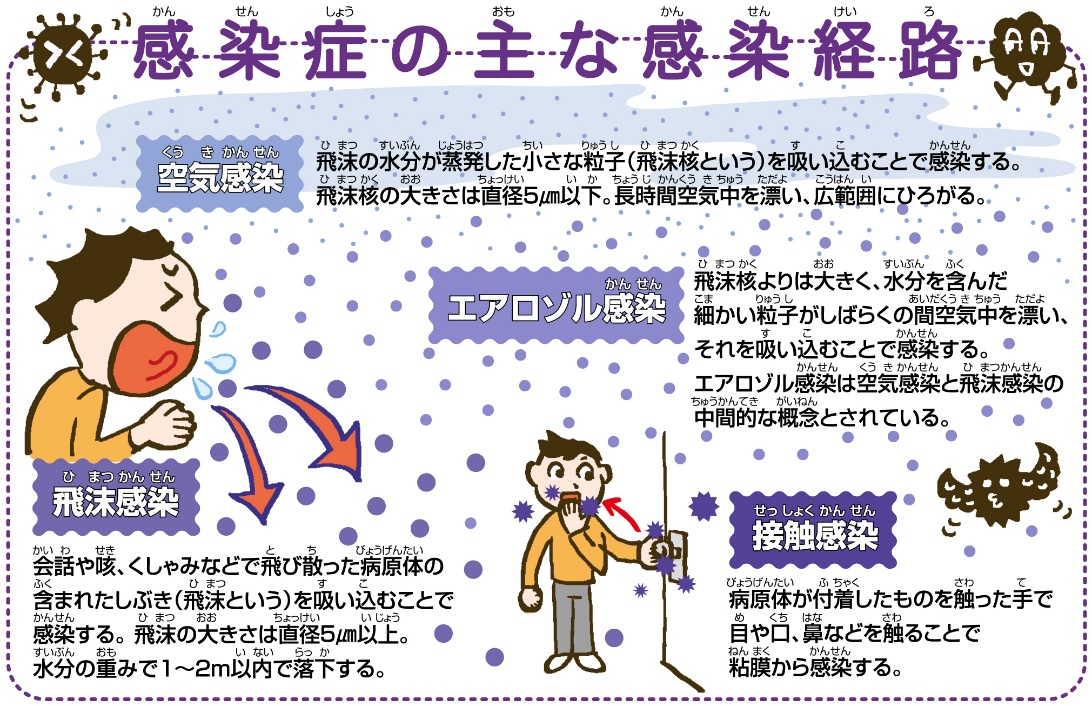 感染症の主な感染経路
空気感染
飛沫の水分が蒸発した小さな粒子(飛沫核という)を吸い込むことで感染する。
飛沫核の大きさは直径5㎛以下。長時間空気中を漂い、広範囲にひろがる。
エアロゾル感染
飛沫核よりは大きく、水分を含んだ
細かい粒子がしばらくの間空気中を漂い、
それを吸い込むことで感染する。
エアロゾル感染は空気感染と飛沫感染の
中間的な概念とされている。
飛沫感染
会話や咳、くしゃみなどで飛び散った病原体の
含まれたしぶき(飛沫という)を吸い込むことで
感染する。飛沫の大きさは直径5㎛以上。
水分の重みで1〜2m以内で落下する。
接触感染
病原体が付着したものを触った手で
目や口、鼻などを触ることで
粘膜から感染する。